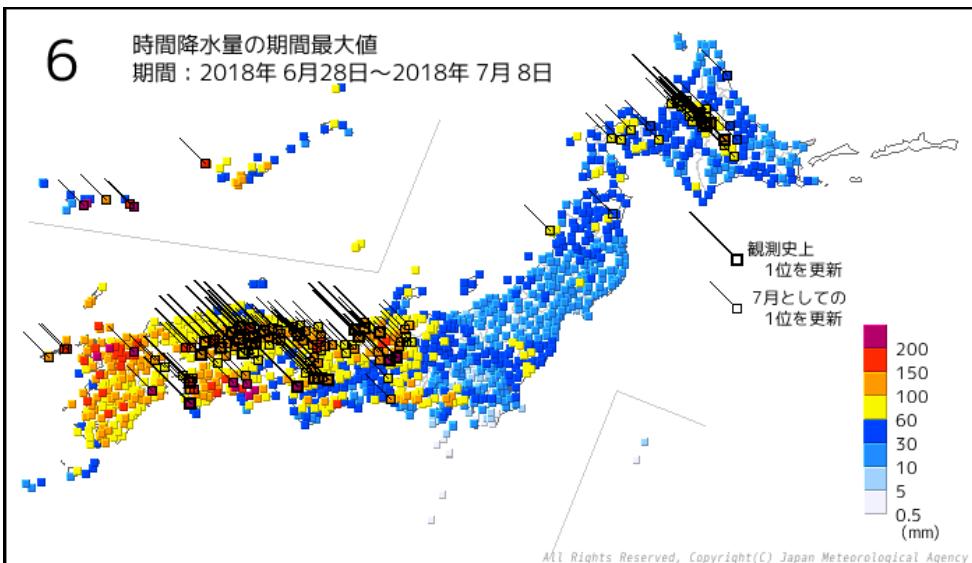 6
時間降水量の期間最大値
期間：2018年 6月28日～2018年 7月 8日
観測史上
1位を更新
7月としての
1位を更新
200
150
100
60
30
10
5
0.5
(mm)
All Rights Reserved, Copyright(C) Japan Meteorological Agency